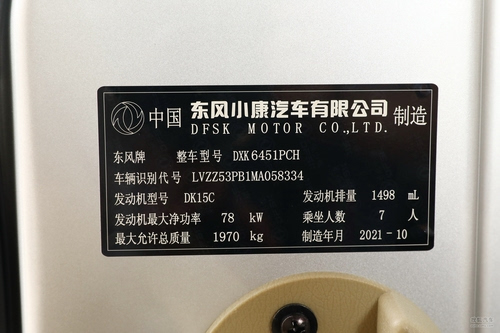 中国 东风小康汽车有限公司 制造
DFSK MOTOR CO.,LTD.
东风牌 整车型号 DXK6451PCH
车辆识别代号 LVZZ53PB1MA058334
发动机型号 DK15C 发动机排量 1498 mL
发动机最大净功率 78 kW 乘坐人数 7 人
最大允许总质量 1970 kg 制造年月 2021-10